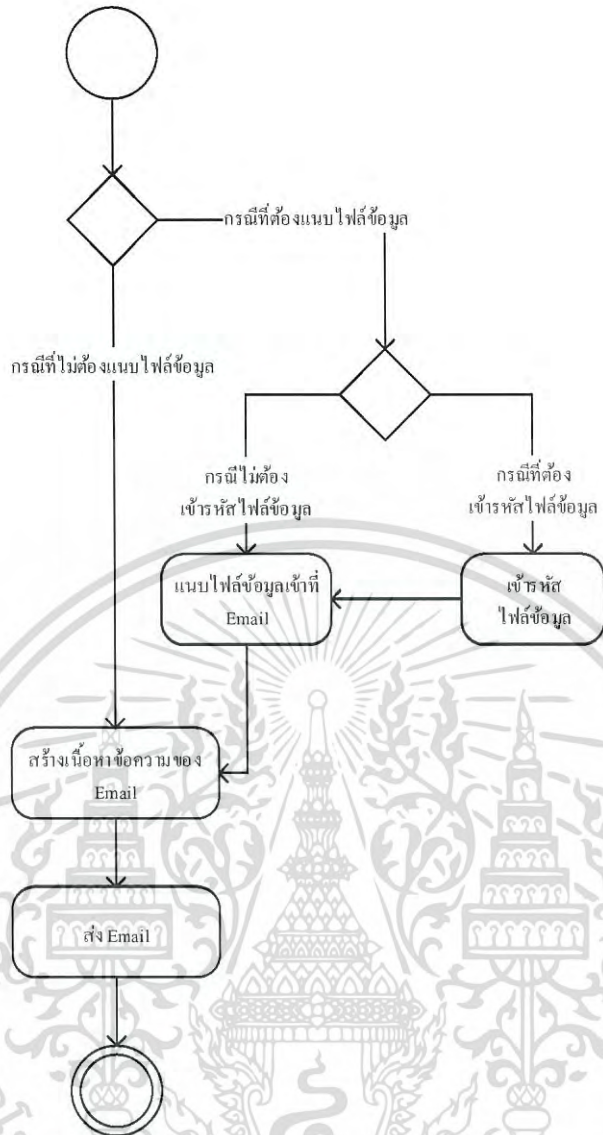 กรณีที่ต้องแนบไฟล์ข้อมูล
กรณีที่ไม่ต้องแนบไฟล์ข้อมูล
กรณีไม่ต้อง
เข้ารหัสไฟล์ข้อมูล
กรณีที่ต้อง
เข้ารหัสไฟล์ข้อมูล
แนบไฟล์ข้อมูลเข้าที่
Email
เข้ารหัส
ไฟล์ข้อมูล
สร้างเนื้อหาข้อความของ
Email
ส่ง Email